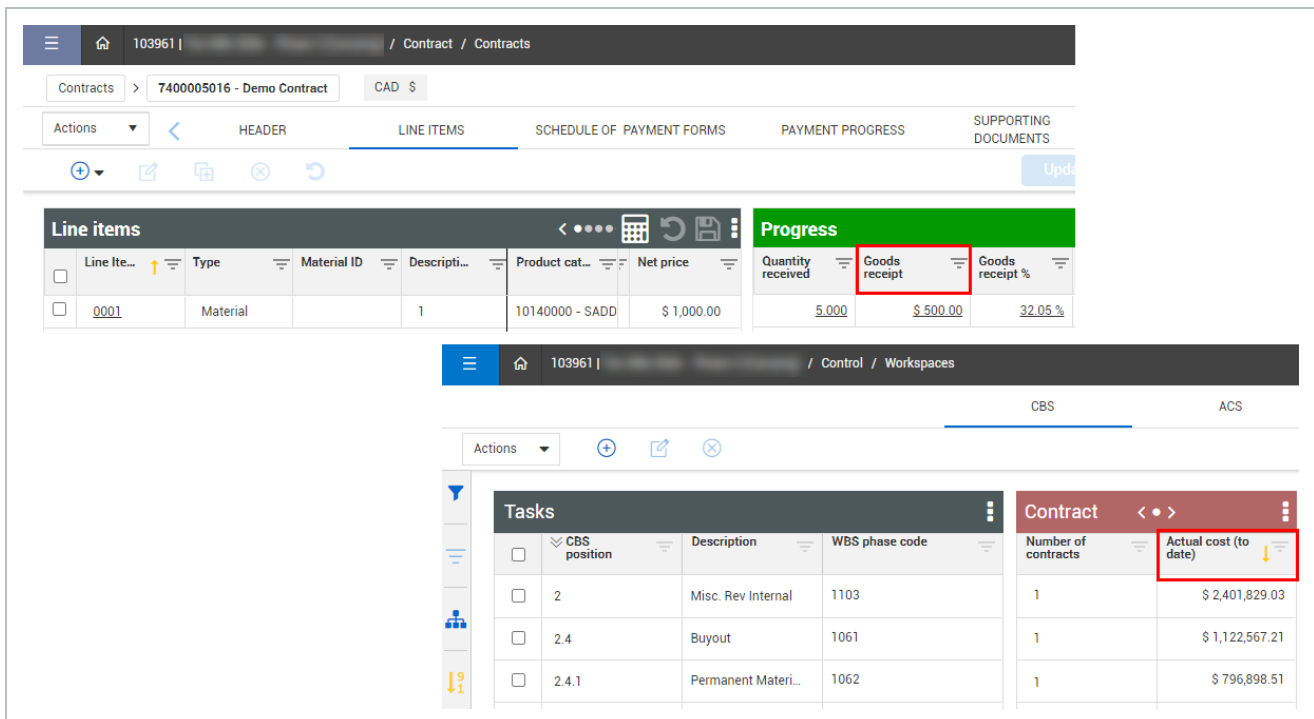 103961 | / Contract / Contracts
Contracts > 7400005016 - Demo Contract CAD $
Actions HEADER LINE ITEMS SCHEDULE OF PAYMENT FORMS PAYMENT PROGRESS SUPPORTING DOCUMENTS
Line items
Line Ite... Type Material ID Descripti... Product cat... Net price
0001 Material 1 10140000 - SADD $ 1,000.00
Progress
Quantity received Goods receipt Goods receipt %
5.000 $ 500.00 32.05 %
103961 | / Control / Workspaces
CBS ACS
Actions
Tasks
CBS position Description WBS phase code
2 Misc. Rev Internal 1103
2.4 Buyout 1061
2.4.1 Permanent Materi... 1062
Contract
Number of contracts Actual cost (to date)
1 $ 2,401,829.03
1 $ 1,122,567.21
1 $ 796,898.51